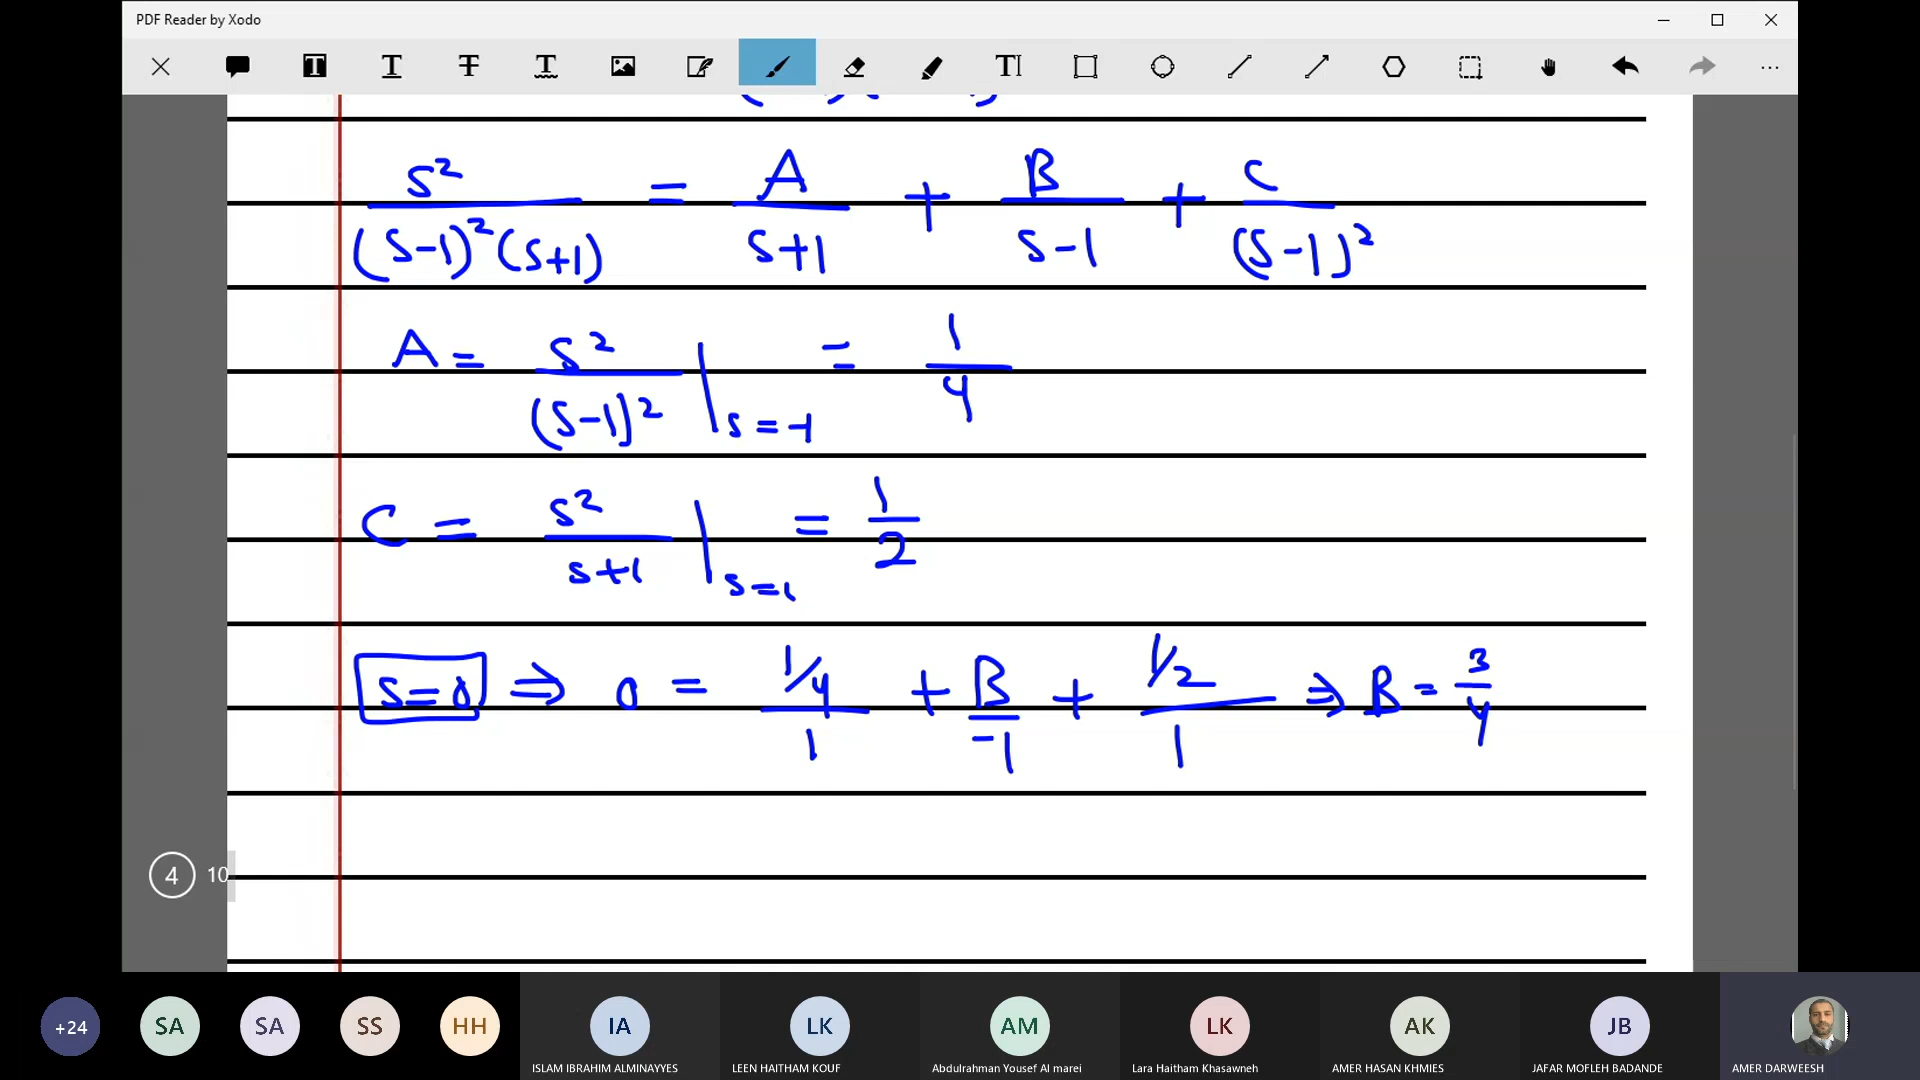 PDF Reader by Xodo
s² / (s-1)²(s+1) = A / s+1 + B / s-1 + C / (s-1)²
A = s² / (s-1)² | s=-1 = 1/4
C = s² / s+1 | s=1 = 1/2
s=0 ⇒ 0 = 1/4 / 1 + B / -1 + 1/2 / 1 ⇒ B = 3/4
4 10
+24 SA SA SS HH IA LK AM LK AK JB
ISLAM IBRAHIM ALMINAYYES LEEN HAITHAM KOUF Abdulrahman Yousef Al marei Lara Haitham Khasawneh AMER HASAN KHMIES JAFAR MOFLEH BADANDE AMER DARWEESH